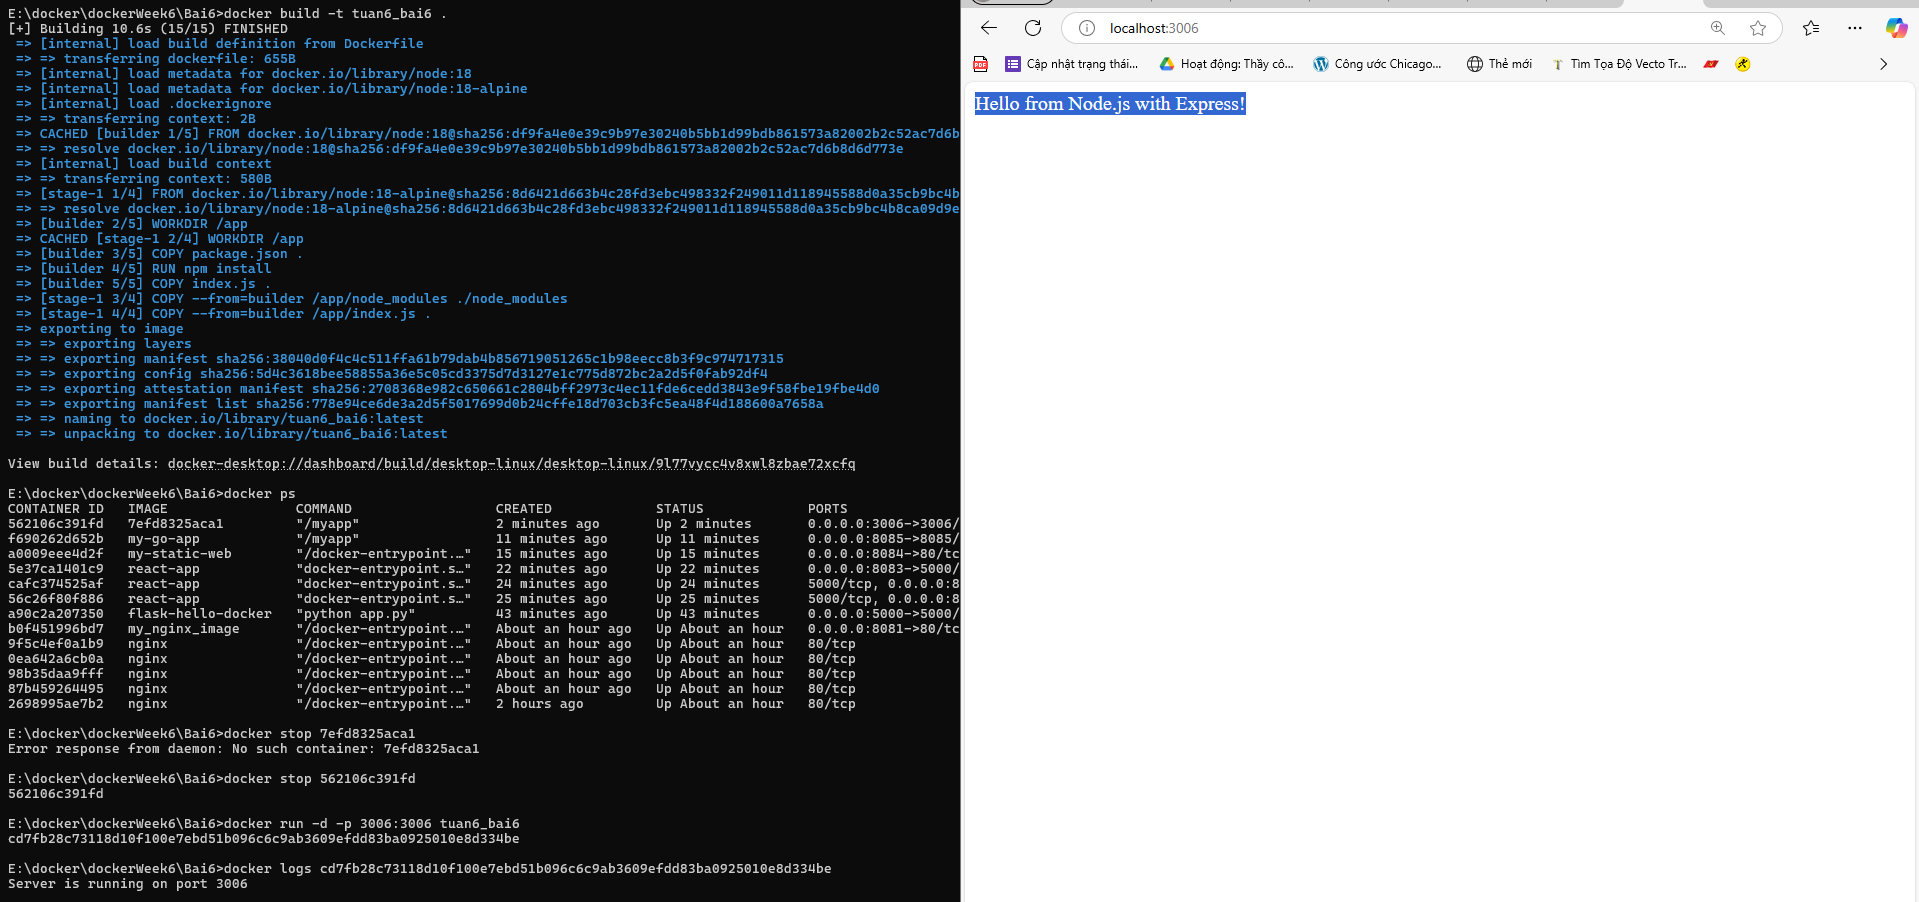 E:\docker\dockerWeek6\Bai6>docker build -t tuan6_bai6 .
[+] Building 10.6s (15/15) FINISHED
=> [internal] load build definition from Dockerfile
=> => transferring dockerfile: 655B
=> [internal] load metadata for docker.io/library/node:18
=> [internal] load metadata for docker.io/library/node:18-alpine
=> [internal] load .dockerignore
=> => transferring context: 2B
=> CACHED [builder 1/5] FROM docker.io/library/node:18@sha256:df9fa4e0e39c9b97e30240b5bb1d99bdb861573a82002b2c52ac7d6b
=> => resolve docker.io/library/node:18@sha256:df9fa4e0e39c9b97e30240b5bb1d99bdb861573a82002b2c52ac7d6b8d6d773e
=> [internal] load build context
=> => transferring context: 580B
=> [stage-1 1/4] FROM docker.io/library/node:18-alpine@sha256:8d6421d663b4c28fd3ebc498332f249011d118945588d0a35cb9bc4b
=> => resolve docker.io/library/node:18-alpine@sha256:8d6421d663b4c28fd3ebc498332f249011d118945588d0a35cb9bc4b8ca09d9e
=> [builder 2/5] WORKDIR /app
=> CACHED [stage-1 2/4] WORKDIR /app
=> [builder 3/5] COPY package.json .
=> [builder 4/5] RUN npm install
=> [builder 5/5] COPY index.js .
=> [stage-1 3/4] COPY --from=builder /app/node_modules ./node_modules
=> [stage-1 4/4] COPY --from=builder /app/index.js .
=> exporting to image
=> => exporting layers
=> => exporting manifest sha256:38040d0f4c4c511ffa61b79dab4b856719051265c1b98eecc8b3f9c974717315
=> => exporting config sha256:5d4c3618bee58855a36e5c05cd3375d7d3127e1c775d872bc2a2d5f0fab92df4
=> => exporting attestation manifest sha256:2708368e982c650661c2804bff2973c4ec11fde6cedd3843e9f58fbe19fbe4d0
=> => exporting manifest list sha256:778e94ce6de3a2d5f5017699d0b24cffe18d703cb3fc5ea48f4d188600a7658a
=> => naming to docker.io/library/tuan6_bai6:latest
=> => unpacking to docker.io/library/tuan6_bai6:latest
View build details: docker-desktop://dashboard/build/desktop-linux/desktop-linux/9l77vycc4v8xwl8zbae72xcfq
E:\docker\dockerWeek6\Bai6>docker ps
CONTAINER ID IMAGE COMMAND CREATED STATUS PORTS
562106c391fd 7efd8325aca1 "/myapp" 2 minutes ago Up 2 minutes 0.0.0.0:3006->3006/
f690262d652b my-go-app "/myapp" 11 minutes ago Up 11 minutes 0.0.0.0:8085->8085/
a0009eee4d2f my-static-web "/docker-entrypoint.…" 15 minutes ago Up 15 minutes 0.0.0.0:8084->80/tc
5e37ca1401c9 react-app "docker-entrypoint.s…" 22 minutes ago Up 22 minutes 0.0.0.0:8083->5000/
cafc374525af react-app "docker-entrypoint.s…" 24 minutes ago Up 24 minutes 5000/tcp, 0.0.0.0:8
56c26f80f886 react-app "docker-entrypoint.s…" 25 minutes ago Up 25 minutes 5000/tcp, 0.0.0.0:8
a90c2a207350 flask-hello-docker "python app.py" 43 minutes ago Up 43 minutes 0.0.0.0:5000->5000/
b0f451996bd7 my_nginx_image "/docker-entrypoint.…" About an hour ago Up About an hour 0.0.0.0:8081->80/tc
9f5c4ef0a1b9 nginx "/docker-entrypoint.…" About an hour ago Up About an hour 80/tcp
0ea642a6cb0a nginx "/docker-entrypoint.…" About an hour ago Up About an hour 80/tcp
98b35daa9fff nginx "/docker-entrypoint.…" About an hour ago Up About an hour 80/tcp
87b459264495 nginx "/docker-entrypoint.…" About an hour ago Up About an hour 80/tcp
2698995ae7b2 nginx "/docker-entrypoint.…" 2 hours ago Up About an hour 80/tcp
E:\docker\dockerWeek6\Bai6>docker stop 7efd8325aca1
Error response from daemon: No such container: 7efd8325aca1
E:\docker\dockerWeek6\Bai6>docker stop 562106c391fd
562106c391fd
E:\docker\dockerWeek6\Bai6>docker run -d -p 3006:3006 tuan6_bai6
cd7fb28c73118d10f100e7ebd51b096c6c9ab3609efdd83ba0925010e8d334be
E:\docker\dockerWeek6\Bai6>docker logs cd7fb28c73118d10f100e7ebd51b096c6c9ab3609efdd83ba0925010e8d334be
Server is running on port 3006
localhost:3006
PDF Cập nhật trạng thái... Hoạt động: Thầy cô... Công ước Chicago... Thẻ mới Tìm Tọa Độ Vecto Tr...
Hello from Node.js with Express!